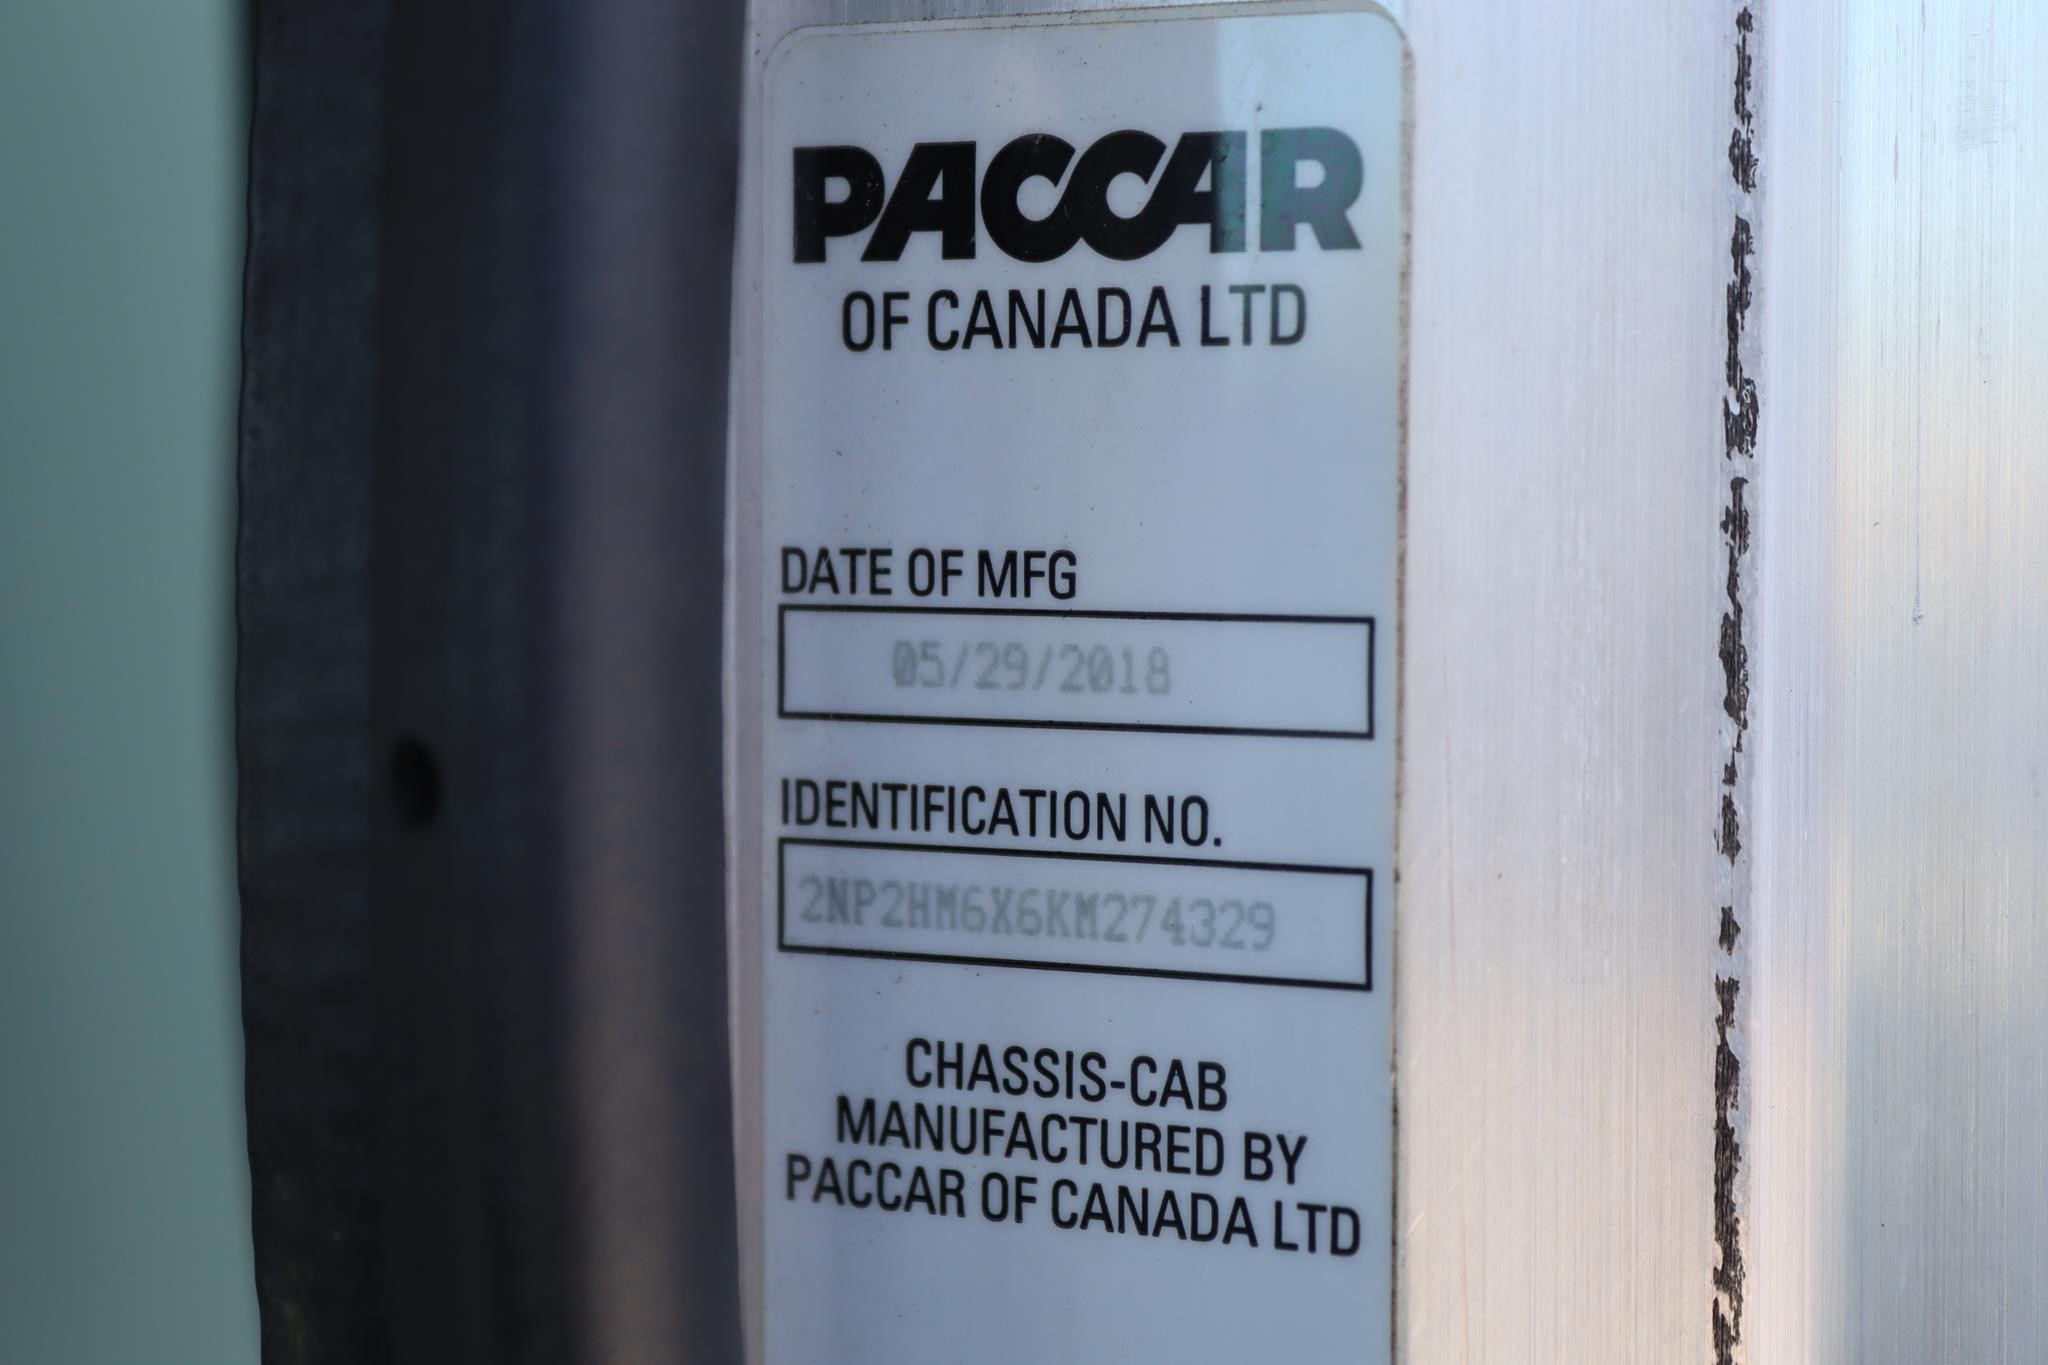 PACCAR
OF CANADA LTD
DATE OF MFG
05/29/2018
IDENTIFICATION NO.
2NP2HM6X6KM274329
CHASSIS-CAB
MANUFACTURED BY
PACCAR OF CANADA LTD